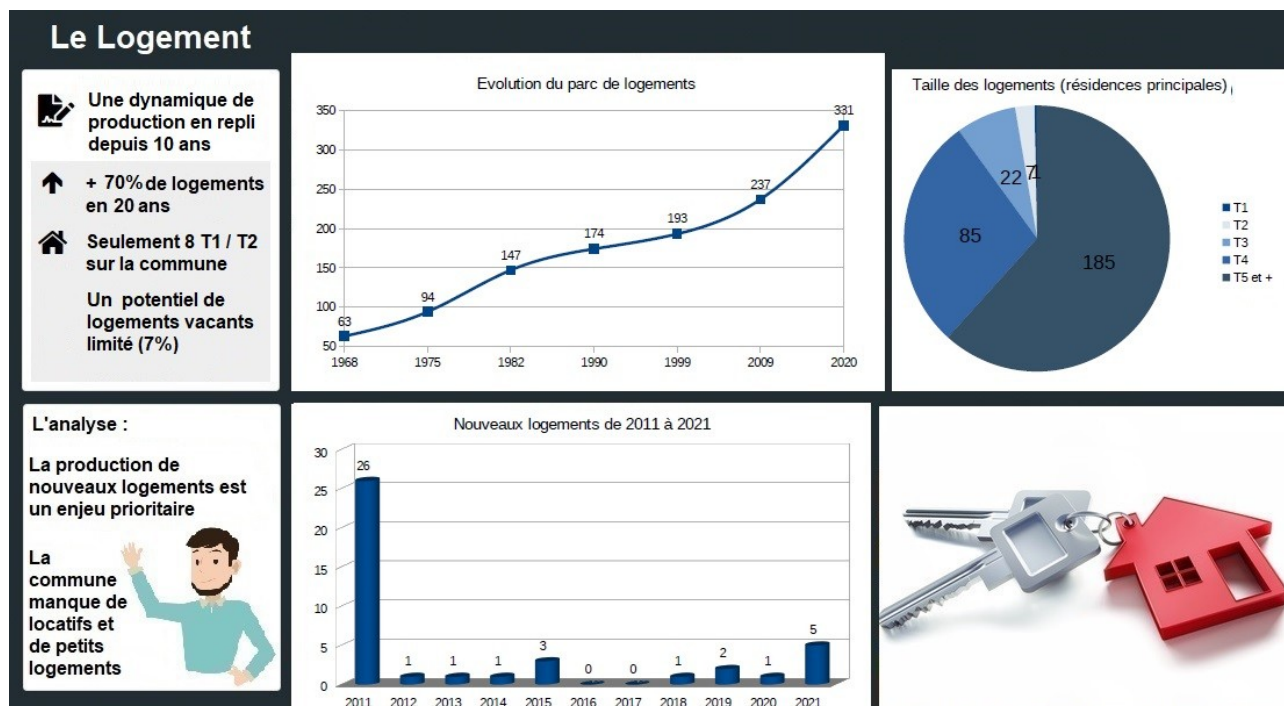 Le Logement
Une dynamique de
production en repli
depuis 10 ans
+ 70% de logements
en 20 ans
Seulement 8 T1 / T2
sur la commune
Un potentiel de
logements vacants
limité (7%)
Evolution du parc de logements
350
300
250
200
150
100
50
63
94
147
174
193
237
331
1968
1975
1982
1990
1999
2009
2020
Taille des logements (résidences principales)
185
85
22
7
1
T1
T2
T3
T4
T5 et +
L'analyse :
La production de
nouveaux logements est
un enjeu prioritaire
La
commune
manque de
locatifs et
de petits
logements
Nouveaux logements de 2011 à 2021
30
25
20
15
10
5
0
26
1
1
1
3
0
0
1
2
1
5
2011
2012
2013
2014
2015
2016
2017
2018
2019
2020
2021